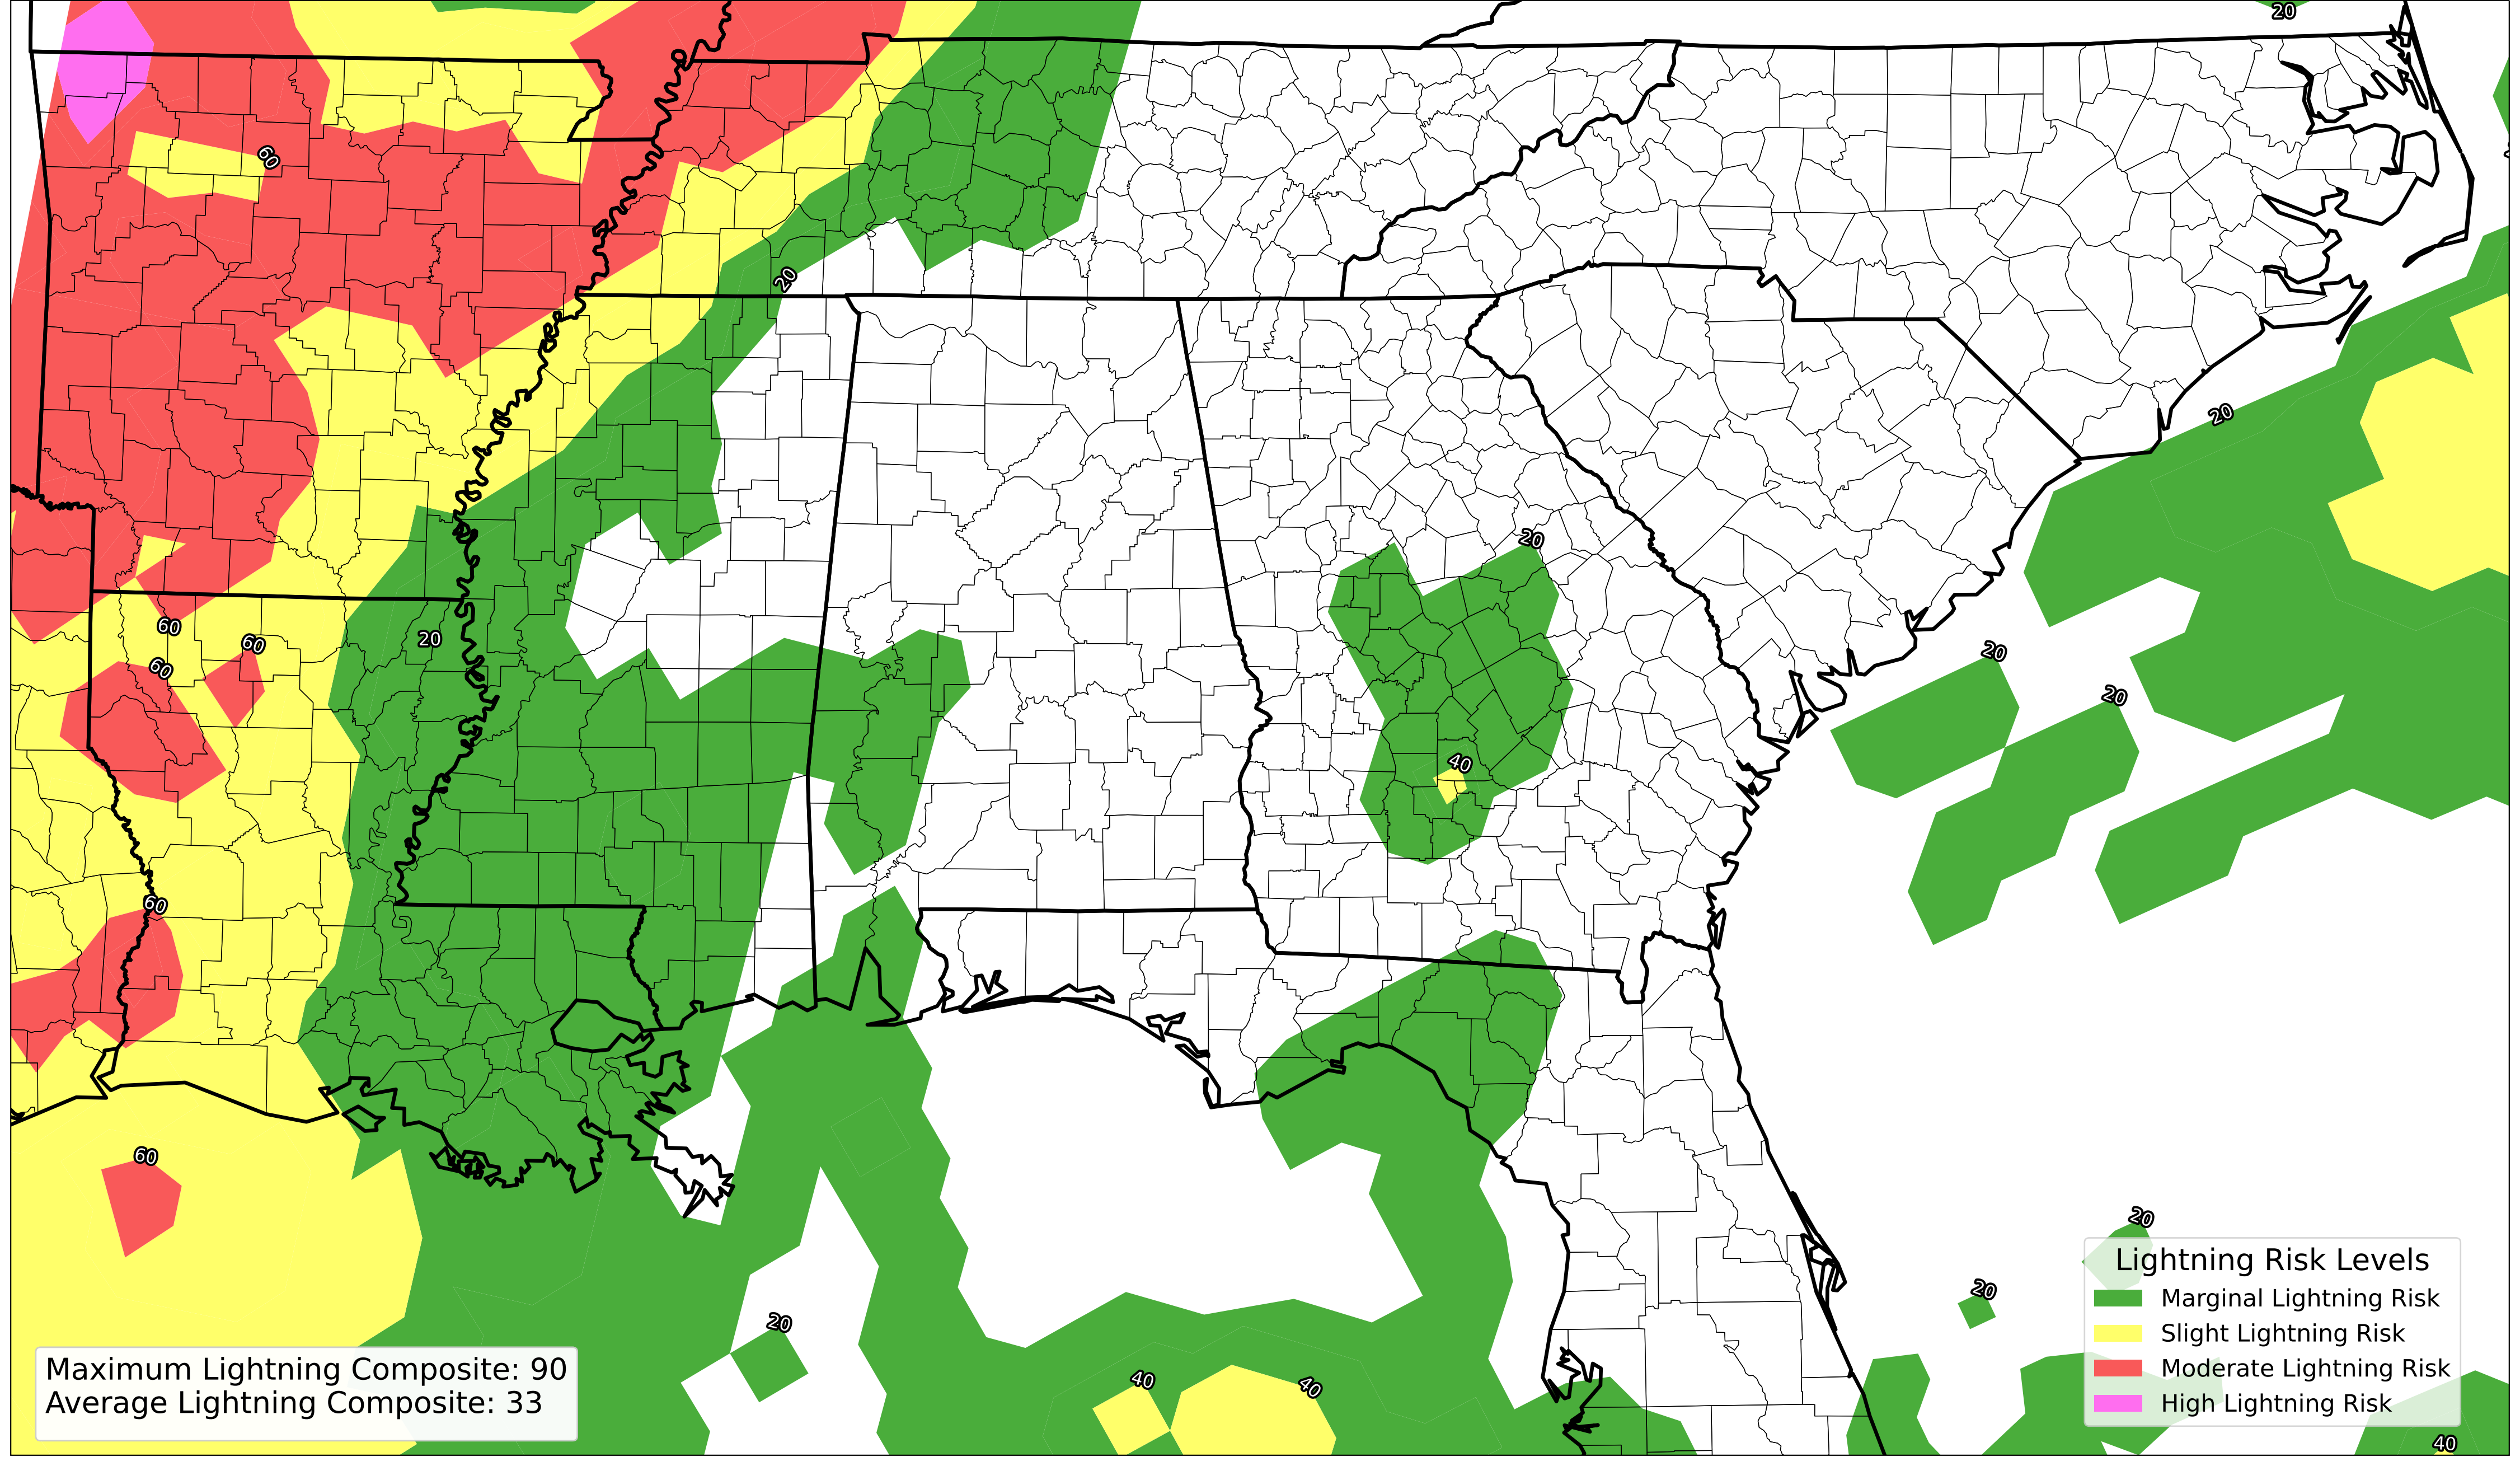 20
60
20
20
20
60
20
60
20
60
20
40
60
60
20
20
20
40
40
40
Lightning Risk Levels
Marginal Lightning Risk
Slight Lightning Risk
Moderate Lightning Risk
High Lightning Risk
Maximum Lightning Composite: 90
Average Lightning Composite: 33